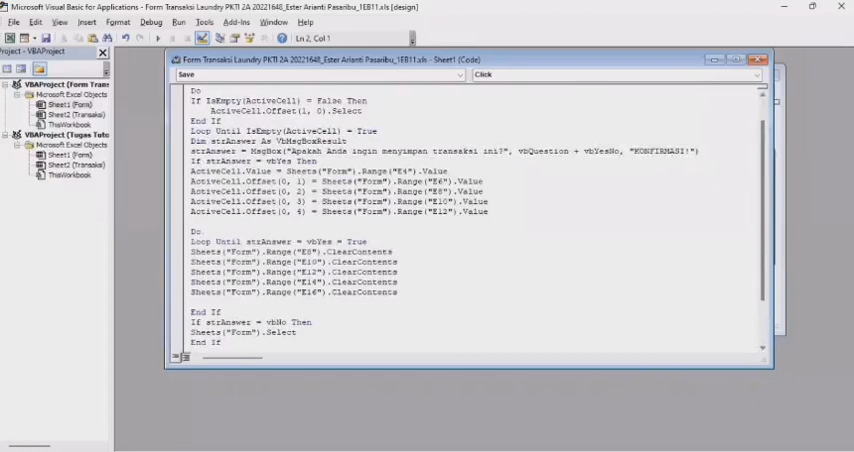 Microsoft Visual Basic for Applications - Form Transaksi Laundry PKTI 2A 20221648_Ester Arianti Pasaribu_1EB11.xls [design]
File Edit View Insert Format Debug Run Tools Add-Ins Window Help
Ln 2, Col 1
Project - VBAProject
VBAProject (Form Trans
Microsoft Excel Objects
Sheet1 (Form)
Sheet2 (Transaksi)
ThisWorkbook
VBAProject (Tugas Tuto
Microsoft Excel Objects
Sheet1 (Form)
Sheet2 (Transaksi)
ThisWorkbook
Form Transaksi Laundry PKTI 2A 20221648_Ester Arianti Pasaribu_1EB11.xls - Sheet1 (Code)
Save
Click
Do
If IsEmpty(ActiveCell) = False Then
ActiveCell.Offset(1, 0).Select
End If
Loop Until IsEmpty(ActiveCell) = True
Dim strAnswer As VbMsgBoxResult
strAnswer = MsgBox("Apakah Anda ingin menyimpan transaksi ini?", vbQuestion + vbYesNo, "KONFIRMASI!")
If strAnswer = vbYes Then
ActiveCell.Value = Sheets("Form").Range("E4").Value
ActiveCell.Offset(0, 1) = Sheets("Form").Range("E6").Value
ActiveCell.Offset(0, 2) = Sheets("Form").Range("E8").Value
ActiveCell.Offset(0, 3) = Sheets("Form").Range("E10").Value
ActiveCell.Offset(0, 4) = Sheets("Form").Range("E12").Value
Do
Loop Until strAnswer = vbYes = True
Sheets("Form").Range("E8").ClearContents
Sheets("Form").Range("E10").ClearContents
Sheets("Form").Range("E12").ClearContents
Sheets("Form").Range("E14").ClearContents
Sheets("Form").Range("E16").ClearContents
End If
If strAnswer = vbNo Then
Sheets("Form").Select
End If